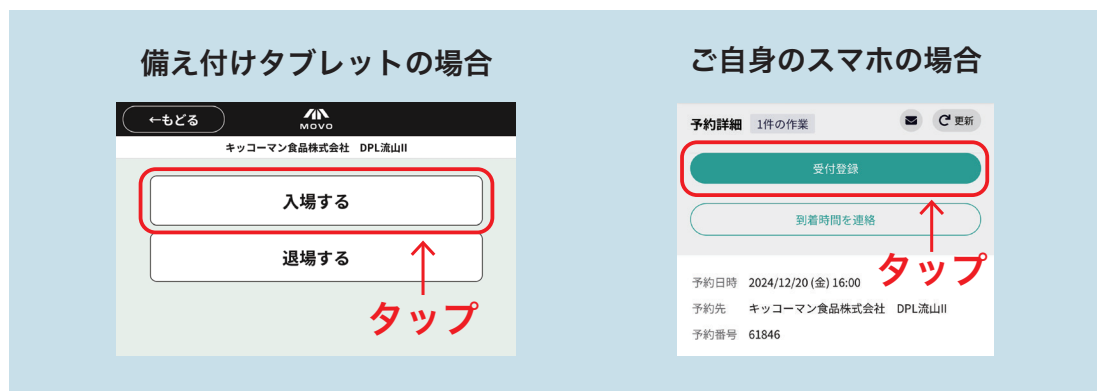 備え付けタブレットの場合
←もどる
MOVO
キッコーマン食品株式会社 DPL流山II
入場する
退場する
タップ
ご自身のスマホの場合
予約詳細 1件の作業 更新
受付登録
到着時間を連絡
タップ
予約日時 2024/12/20 (金) 16:00
予約先 キッコーマン食品株式会社 DPL流山II
予約番号 61846